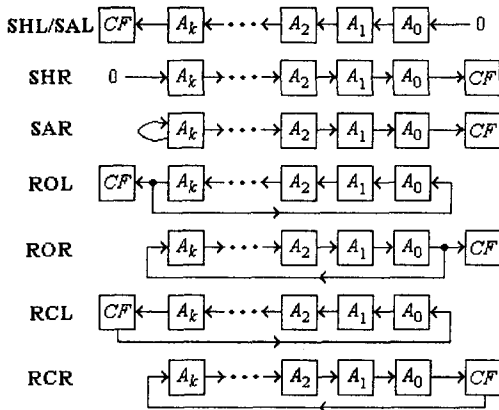 SHL/SAL CF A_k A_2 A_1 A_0 0
SHR 0 A_k A_2 A_1 A_0 CF
SAR A_k A_2 A_1 A_0 CF
ROL CF A_k A_2 A_1 A_0
ROR A_k A_2 A_1 A_0 CF
RCL CF A_k A_2 A_1 A_0
RCR A_k A_2 A_1 A_0 CF